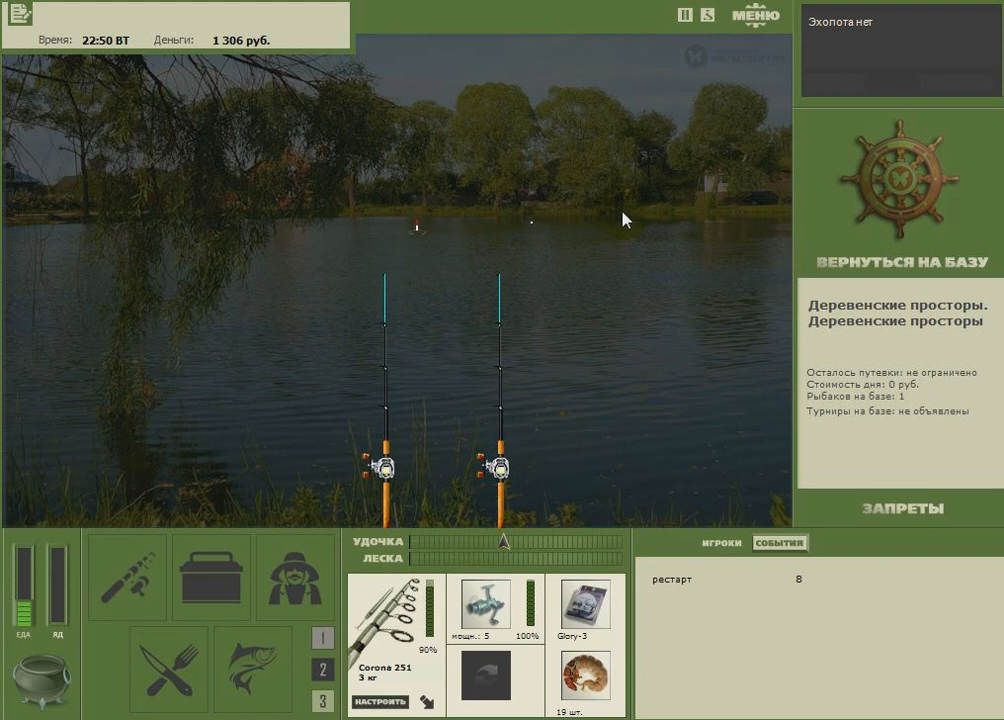 МЕНЮ
Эхолота нет
Время: 22:50 ВТ Деньги: 1 306 руб.
ВЕРНУТЬСЯ НА БАЗУ
Деревенские просторы.
Деревенские просторы
Осталось путевки: не ограничено
Стоимость дня: 0 руб.
Рыбаков на базе: 1
Турниры на базе: не объявлены
ЗАПРЕТЫ
УДОЧКА
ЛЕСКА
ИГРОКИ СОБЫТИЯ
рестарт 8
ЕДА ЯД
1
2
3
мощн.: 5 100%
Glory-3
90%
Corona 251
3 кг
НАСТРОИТЬ
19 шт.